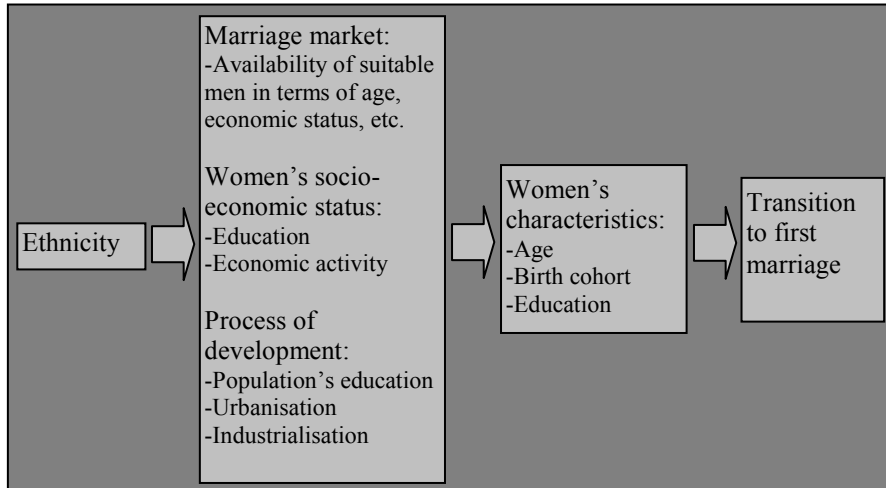 Ethnicity
Marriage market:
-Availability of suitable
men in terms of age,
economic status, etc.
Women’s socio-
economic status:
-Education
-Economic activity
Process of
development:
-Population’s education
-Urbanisation
-Industrialisation
Women’s
characteristics:
-Age
-Birth cohort
-Education
Transition
to first
marriage